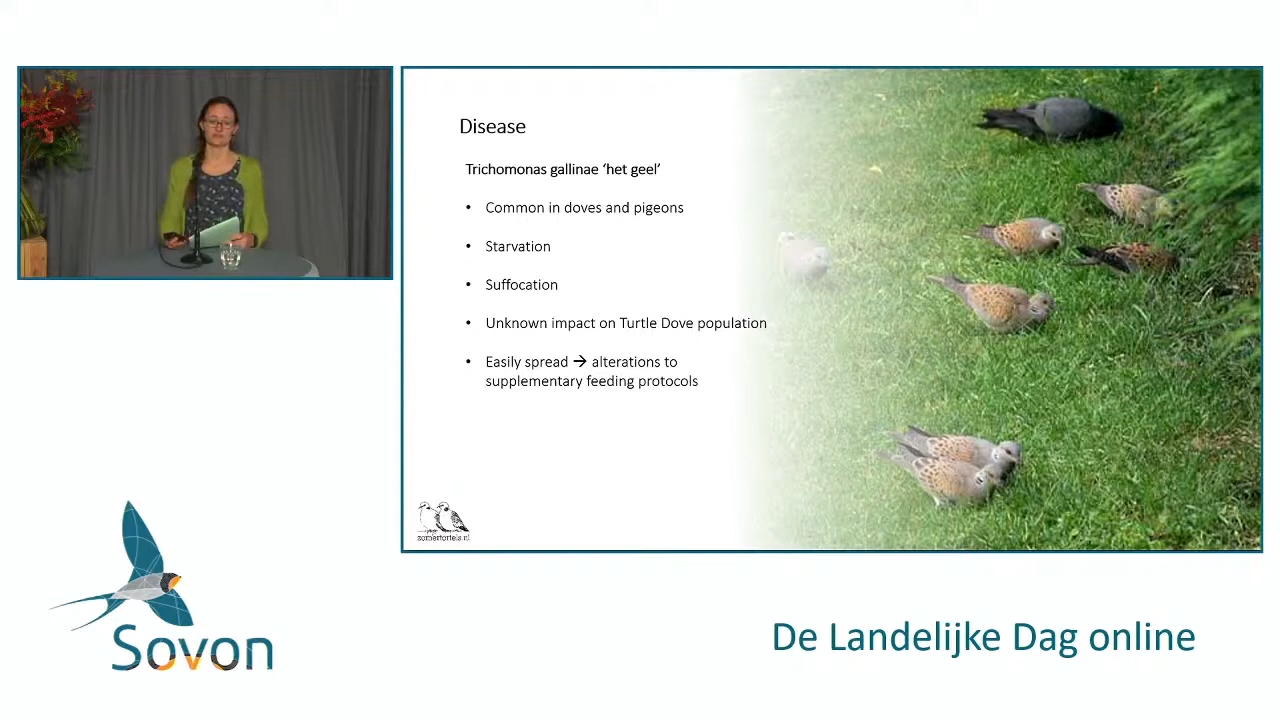 Disease
Trichomonas gallinae ‘het geel’
• Common in doves and pigeons
• Starvation
• Suffocation
• Unknown impact on Turtle Dove population
• Easily spread → alterations to
supplementary feeding protocols
zomertortels.nl
Sovon
De Landelijke Dag online